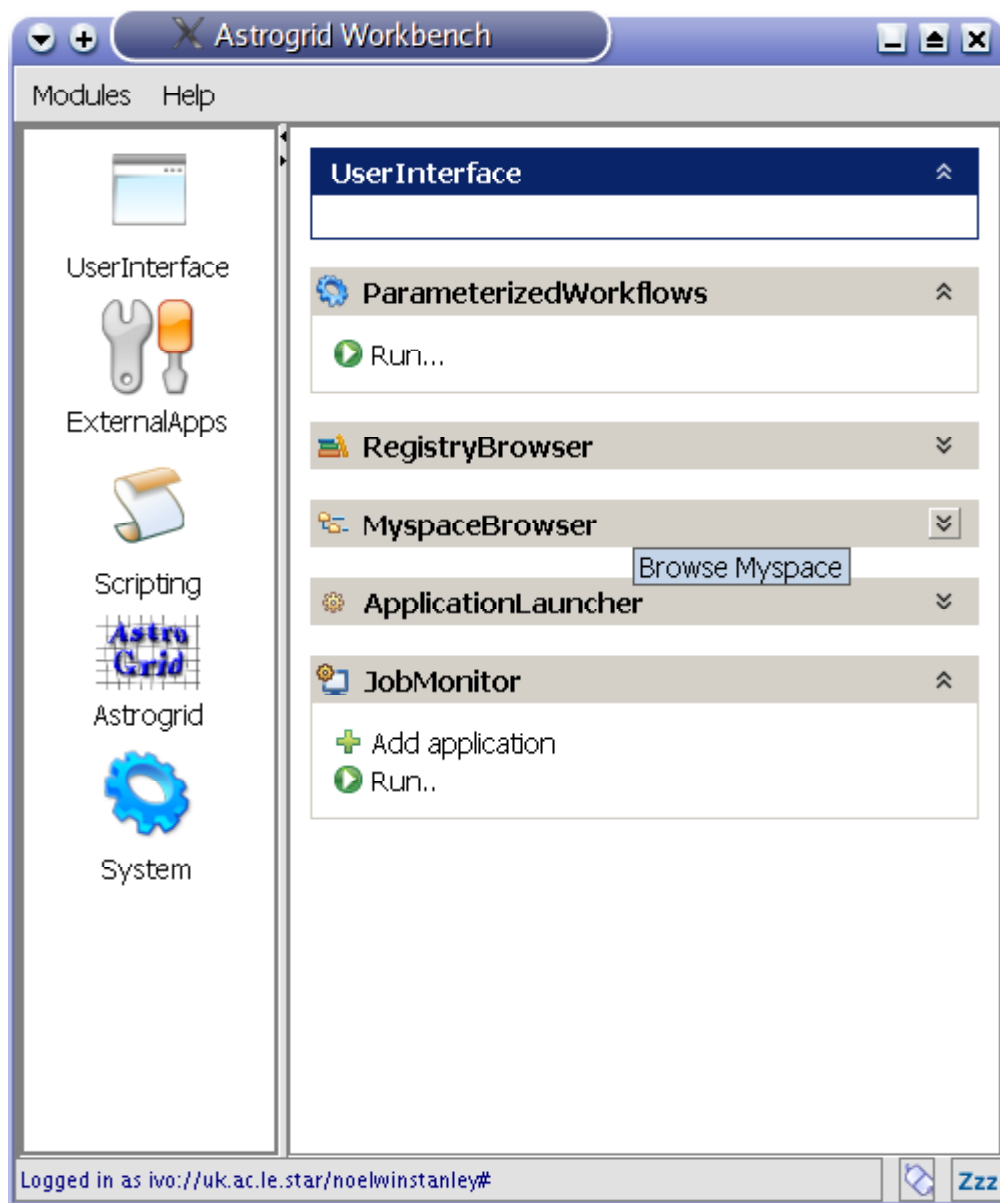 Astrogrid Workbench
Modules Help
UserInterface
ExternalApps
Scripting
Astro
Grid
Astrogrid
System
UserInterface
ParameterizedWorkflows
Run...
RegistryBrowser
MyspaceBrowser
Browse Myspace
ApplicationLauncher
JobMonitor
Add application
Run..
Logged in as ivo://uk.ac.le.star/noelwinstanley#
Zzz